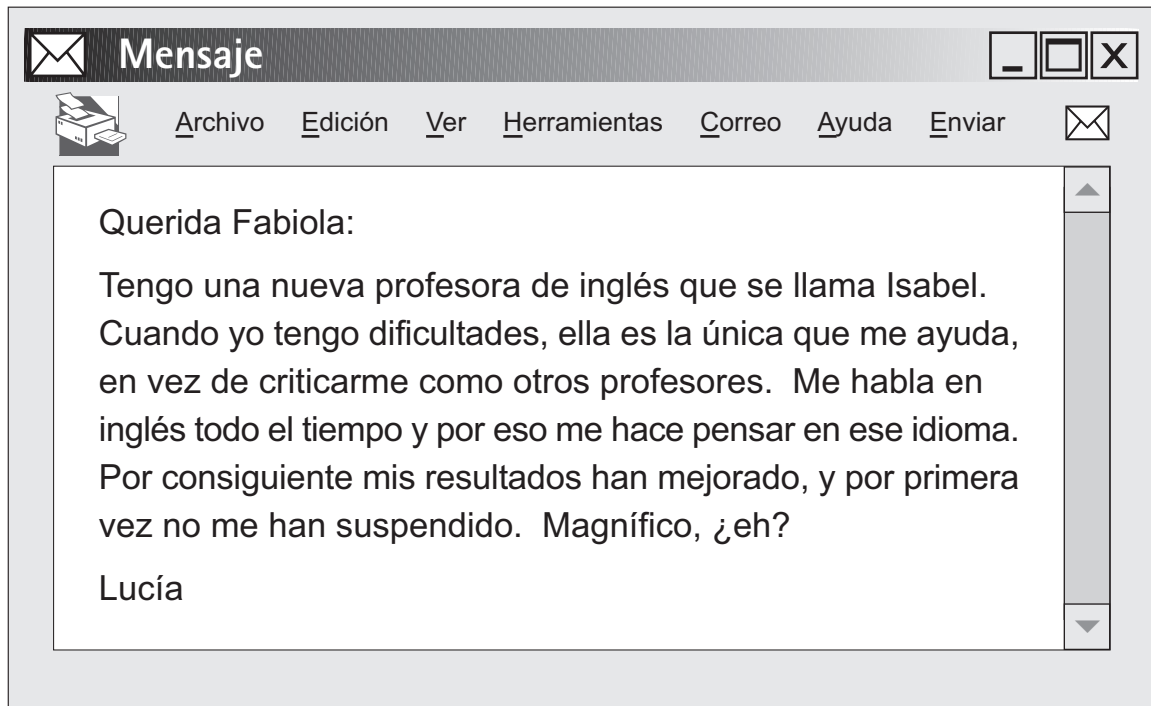 Mensaje
Archivo Edición Ver Herramientas Correo Ayuda Enviar
Querida Fabiola:
Tengo una nueva profesora de inglés que se llama Isabel.
Cuando yo tengo dificultades, ella es la única que me ayuda,
en vez de criticarme como otros profesores. Me habla en
inglés todo el tiempo y por eso me hace pensar en ese idioma.
Por consiguiente mis resultados han mejorado, y por primera
vez no me han suspendido. Magnífico, ¿eh?
Lucía